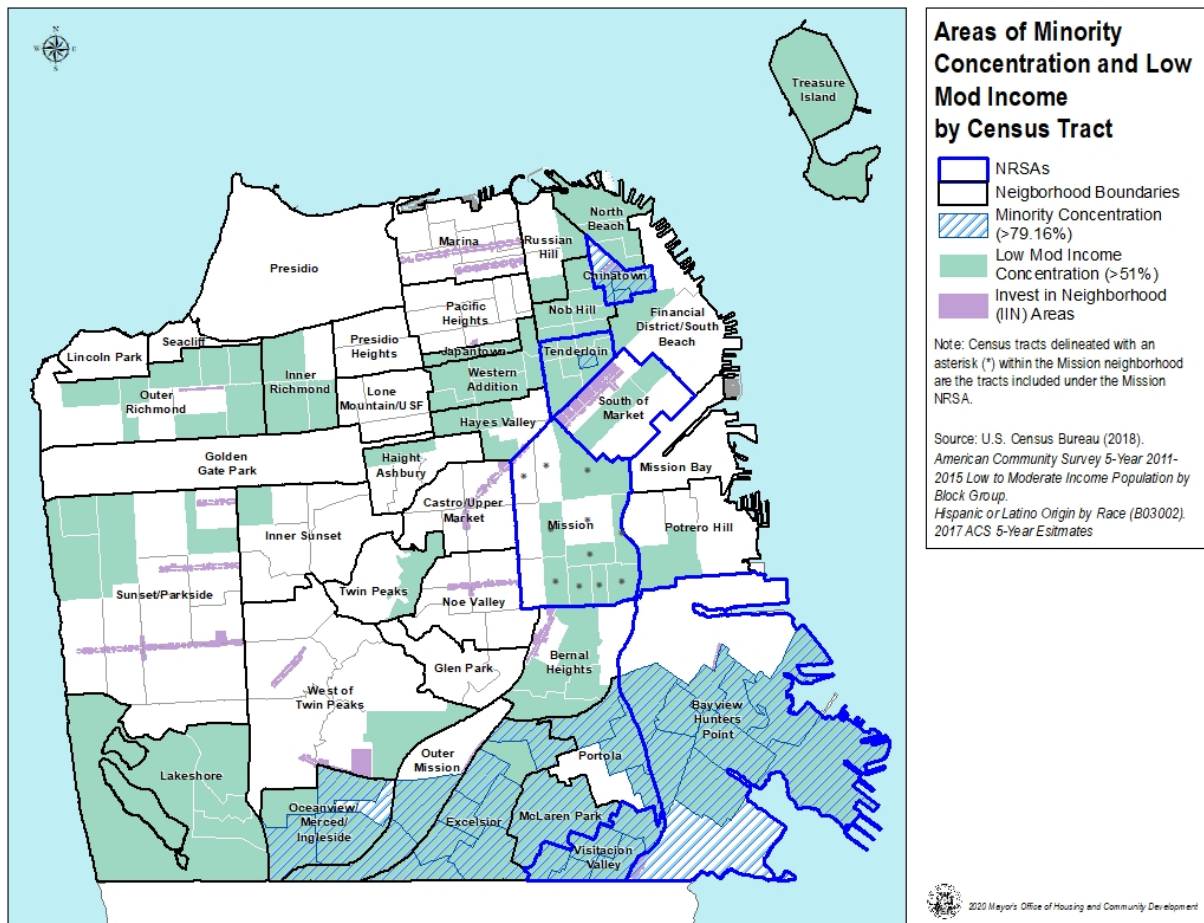 N
W
E
S
Treasure
Island
North
Beach
Russian
Hill
Marina
Presidio
Chinatown
Pacific
Heights
Nob Hill
Financial
District/South
Beach
Seacliff
Lincoln Park
Presidio
Heights
Japantown
Tenderloin
Western
Addition
Inner
Richmond
Outer
Richmond
Lone
Mountain/USF
South of
Market
Hayes Valley
Golden
Gate Park
Haight
Ashbury
Mission Bay
Castro/Upper
Market
Mission
Potrero Hill
Inner Sunset
Sunset/Parkside
Twin Peaks
Noe Valley
Glen Park
Bernal
Heights
West of
Twin Peaks
Bayview
Hunters
Point
Outer
Mission
Portola
Lakeshore
Oceanview/
Merced/
Ingleside
Excelsior
McLaren Park
Visitacion
Valley
Areas of Minority
Concentration and Low
Mod Income
by Census Tract
NRSAs
Neigborhood Boundaries
Minority Concentration
(>79.16%)
Low Mod Income
Concentration (>51%)
Invest in Neighborhood
(IIN) Areas
Note: Census tracts delineated with an
asterisk (*) within the Mission neighborhood
are the tracts included under the Mission
NRSA.
Source: U.S. Census Bureau (2018).
American Community Survey 5-Year 2011-
2015 Low to Moderate Income Population by
Block Group.
Hispanic or Latino Origin by Race (B03002).
2017 ACS 5-Year Esitmates
2020 Mayor's Office of Housing and Community Development